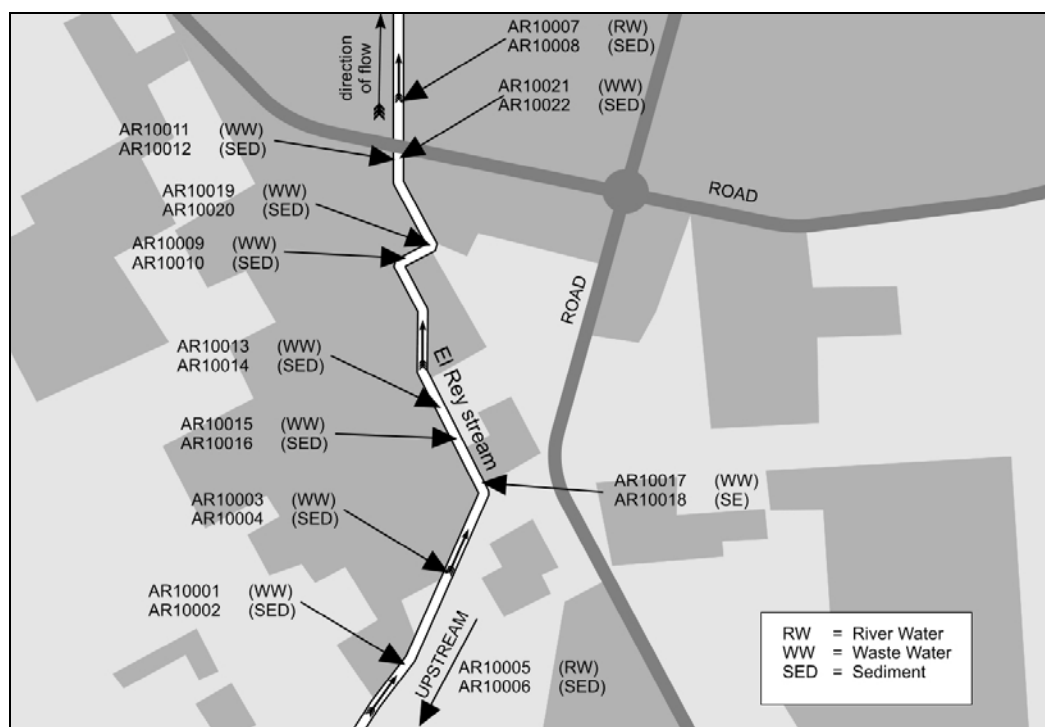 AR10007 (RW)
AR10008 (SED)
direction
of flow
AR10021 (WW)
AR10022 (SED)
AR10011 (WW)
AR10012 (SED)
AR10019 (WW)
AR10020 (SED)
ROAD
AR10009 (WW)
AR10010 (SED)
ROAD
AR10013 (WW)
AR10014 (SED)
El Rey stream
AR10015 (WW)
AR10016 (SED)
AR10017 (WW)
AR10018 (SE)
AR10003 (WW)
AR10004 (SED)
AR10001 (WW)
AR10002 (SED)
UPSTREAM
AR10005 (RW)
AR10006 (SED)
RW = River Water
WW = Waste Water
SED = Sediment